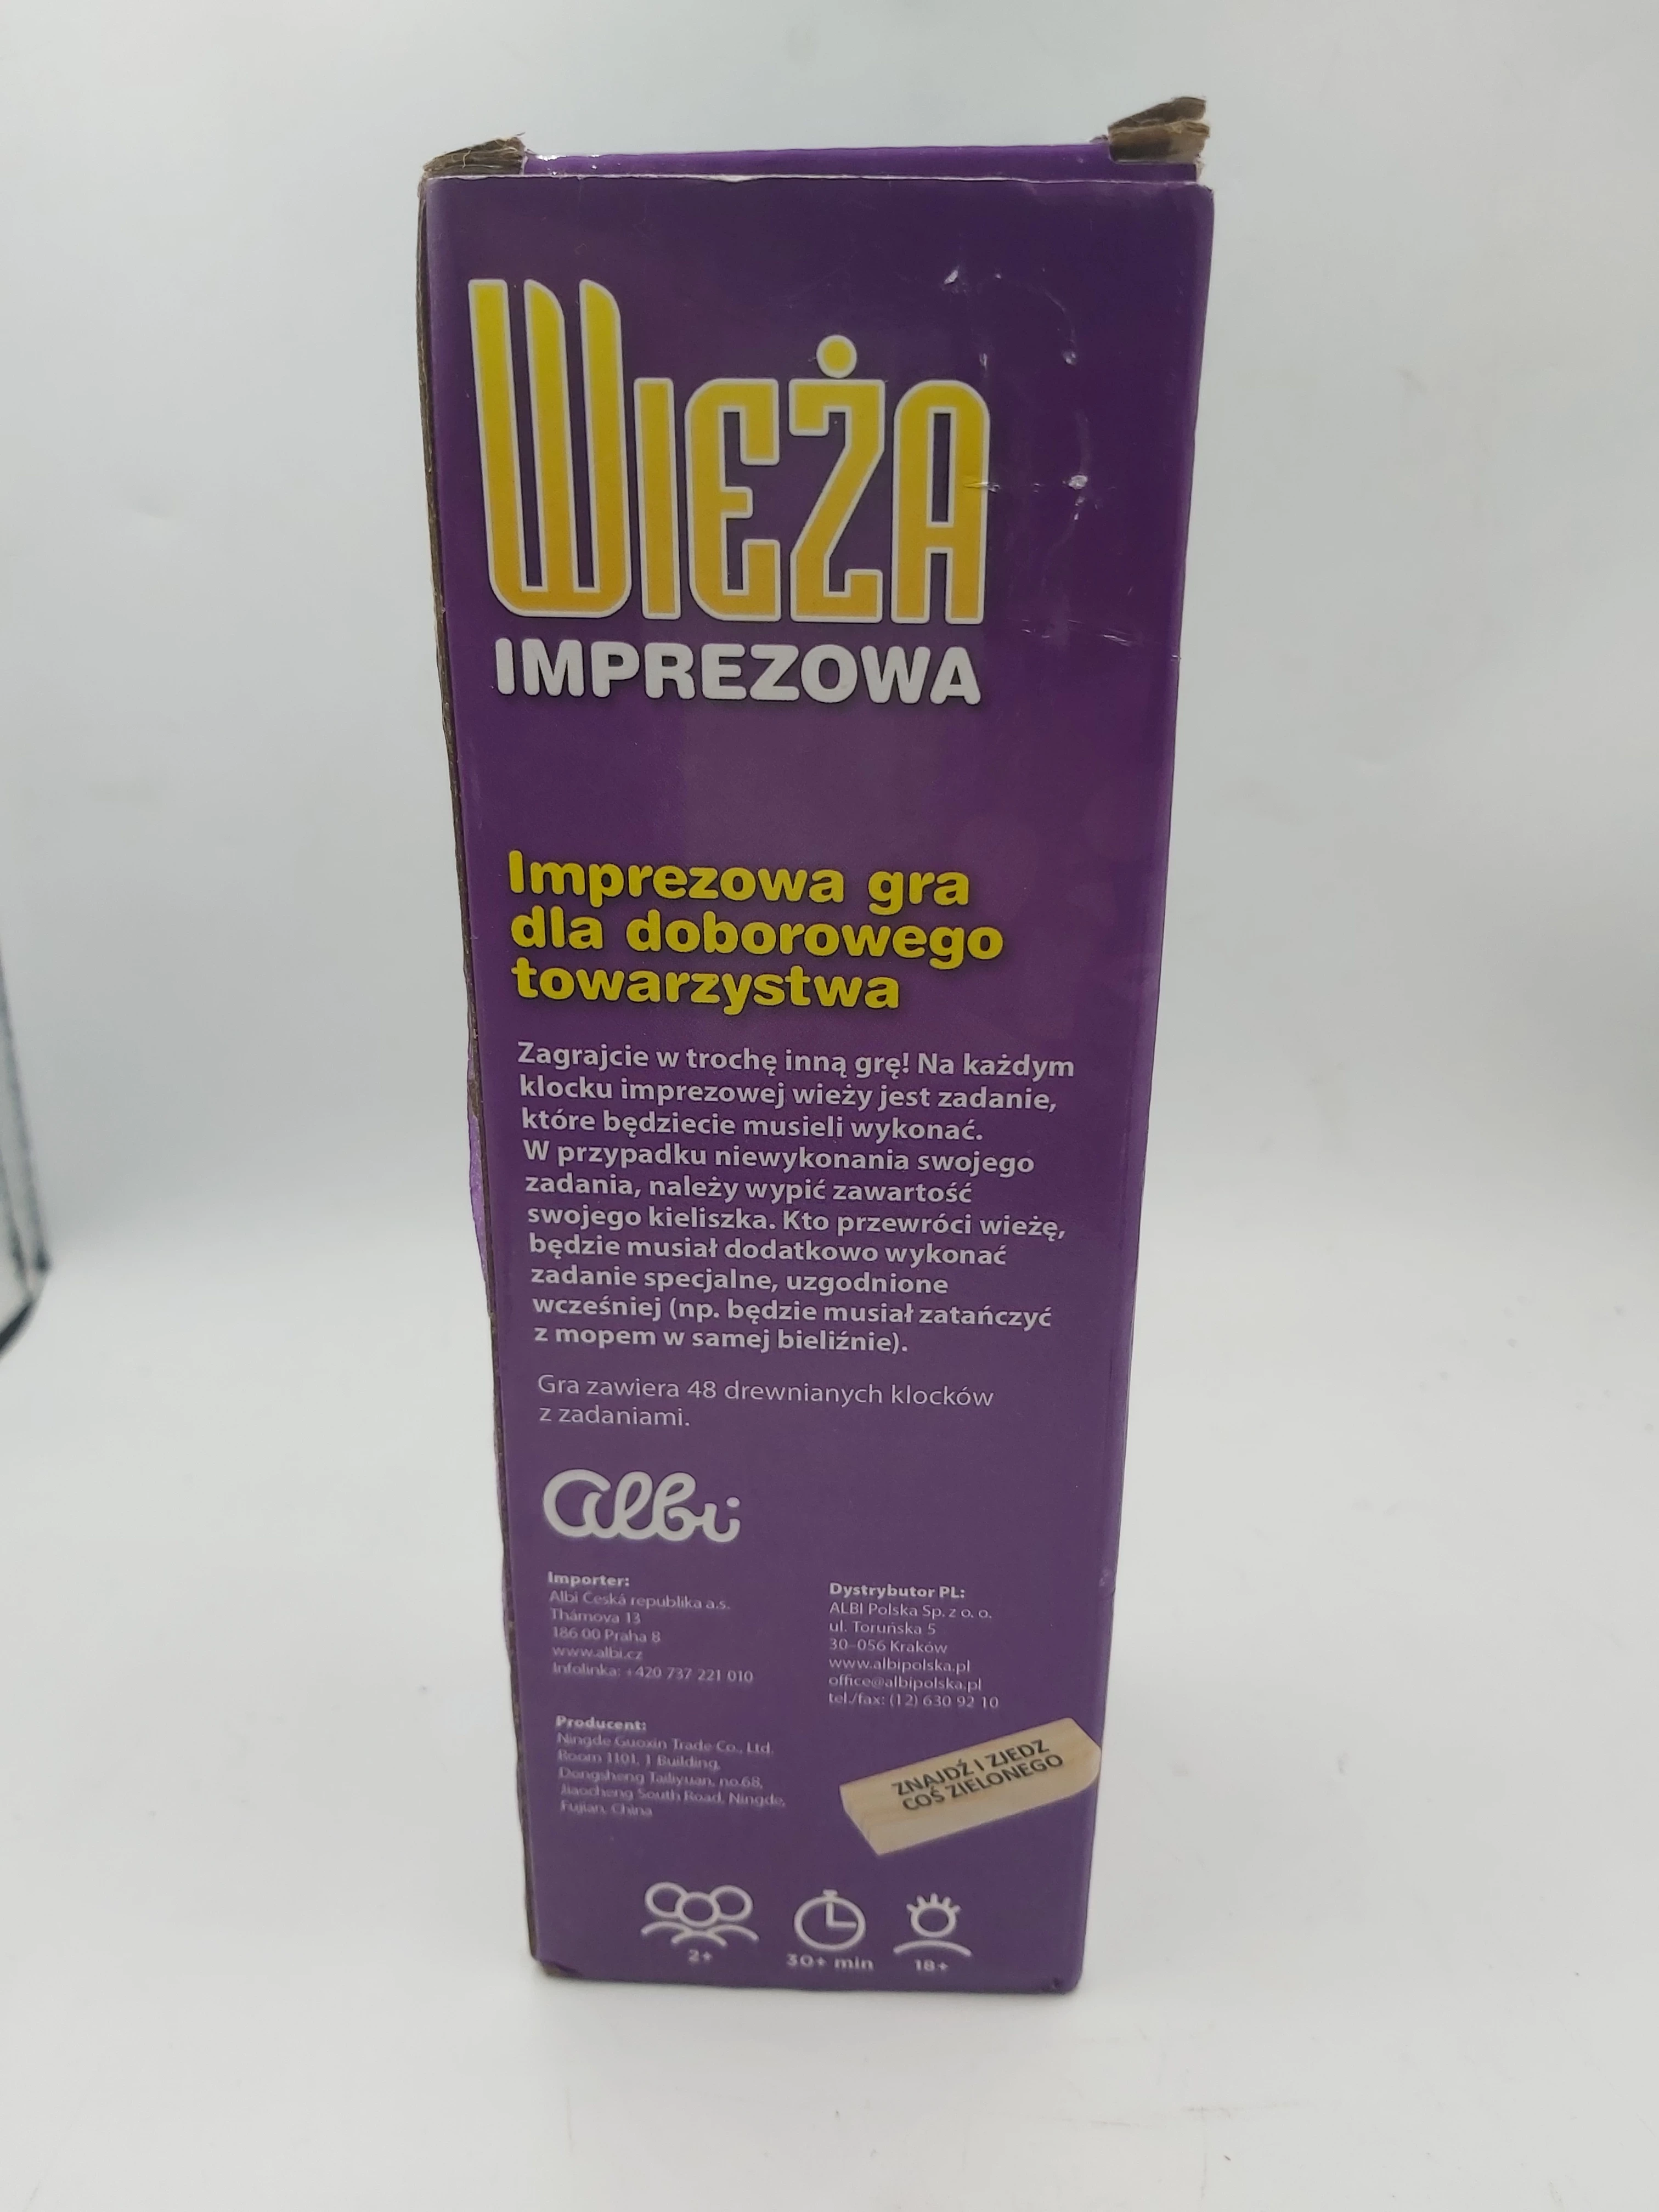 WIEŻA
IMPREZOWA
Imprezowa gra
dla doborowego
towarzystwa
Zagrajcie w trochę inną grę! Na każdym
klocku imprezowej wieży jest zadanie,
które będziecie musieli wykonać.
W przypadku niewykonania swojego
zadania, należy wypić zawartość
swojego kieliszka. Kto przewróci wieżę,
będzie musiał dodatkowo wykonać
zadanie specjalne, uzgodnione
wcześniej (np. będzie musiał zatańczyć
z mopem w samej bieliźnie).
Gra zawiera 48 drewnianych klocków
z zadaniami.
albi
Importer:
Albi Česká republika a.s.
Thámova 13
186 00 Praha 8
www.albi.cz
Infolinka: +420 737 221 010
Dystrybutor PL:
ALBI Polska Sp. z o. o.
ul. Toruńska 5
30-056 Kraków
www.albipolska.pl
office@albipolska.pl
tel./fax: (12) 630 92 10
Producent:
Ningde Guoxin Trade Co., Ltd.
Room 1101, 1 Building,
Dongsheng Tailiyuan, no.68,
Jiaocheng South Road, Ningde,
Fujian, China
ZNAJDŹ I ZJEDZ
COŚ ZIELONEGO
2+
30+ min
18+